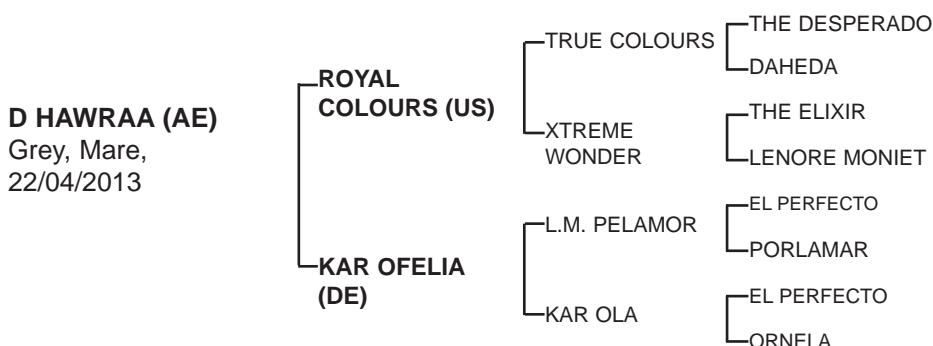 D HAWRAA (AE)
Grey, Mare,
22/04/2013
ROYAL
COLOURS (US)
KAR OFELIA
(DE)
TRUE COLOURS
XTREME
WONDER
L.M. PELAMOR
KAR OLA
THE DESPERADO
DAHEDA
THE ELIXIR
LENORE MONIET
EL PERFECTO
PORLAMAR
EL PERFECTO
ORNELA